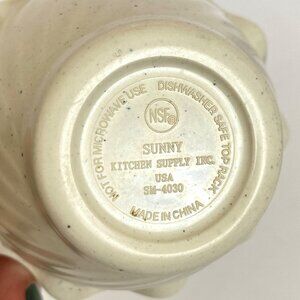 NOT FOR MICROWAVE USE DISHWASHER SAFE TOP RACK
NSF®
SUNNY
KITCHEN SUPPLY INC.
USA
SM-4030
MADE IN CHINA